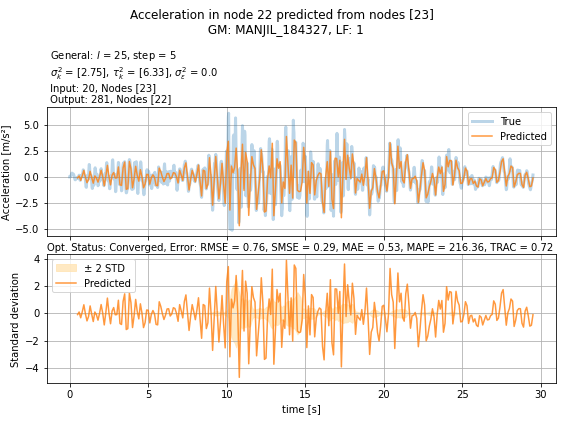 Acceleration in node 22 predicted from nodes [23]
GM: MANJIL_184327, LF: 1
General: l = 25, step = 5
σ²_k = [2.75], τ²_k = [6.33], σ²_ε = 0.0
Input: 20, Nodes [23]
Output: 281, Nodes [22]
Acceleration [m/s²]
5.0
2.5
0.0
−2.5
−5.0
True
Predicted
Opt. Status: Converged, Error: RMSE = 0.76, SMSE = 0.29, MAE = 0.53, MAPE = 216.36, TRAC = 0.72
Standard deviation
4
2
0
−2
−4
± 2 STD
Predicted
0 5 10 15 20 25 30
time [s]